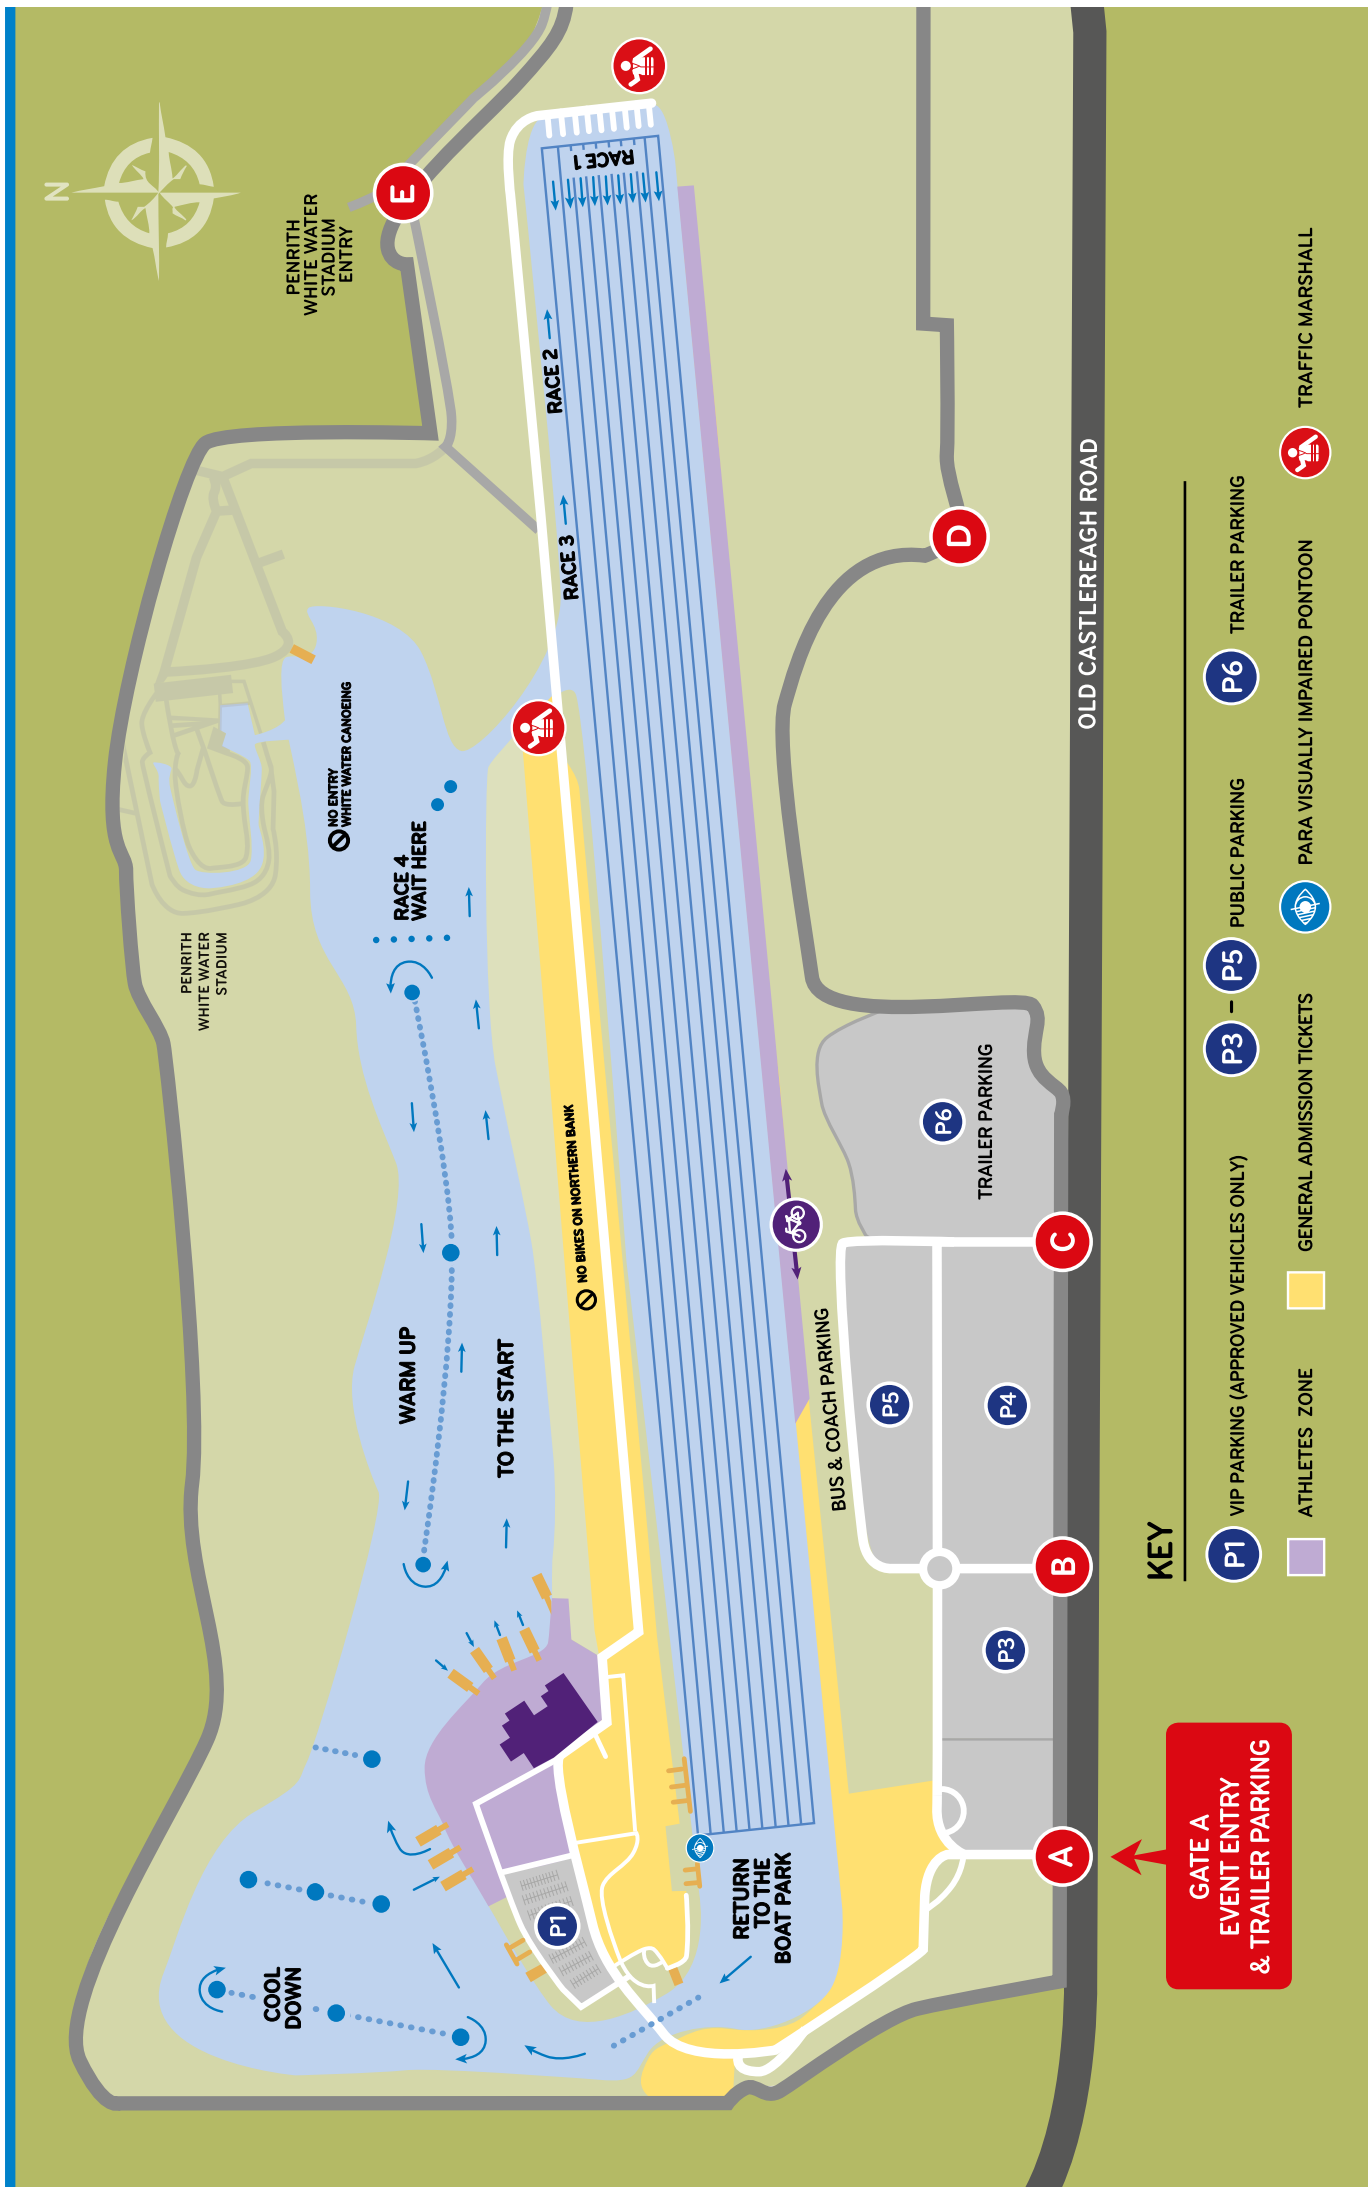 N
PENRITH
WHITE WATER
STADIUM
ENTRY
E
RACE 1
RACE 2
RACE 3
PENRITH
WHITE WATER
STADIUM
NO ENTRY
WHITE WATER CANOEING
RACE 4
WAIT HERE
WARM UP
TO THE START
NO BIKES ON NORTHERN BANK
COOL
DOWN
P1
RETURN
TO THE
BOAT PARK
BUS & COACH PARKING
P6
TRAILER PARKING
P5
P4
P3
D
C
B
A
OLD CASTLEREAGH ROAD
GATE A
EVENT ENTRY
& TRAILER PARKING
KEY
P1 VIP PARKING (APPROVED VEHICLES ONLY)
P3 – P5 PUBLIC PARKING
P6 TRAILER PARKING
ATHLETES ZONE
GENERAL ADMISSION TICKETS
PARA VISUALLY IMPAIRED PONTOON
TRAFFIC MARSHALL